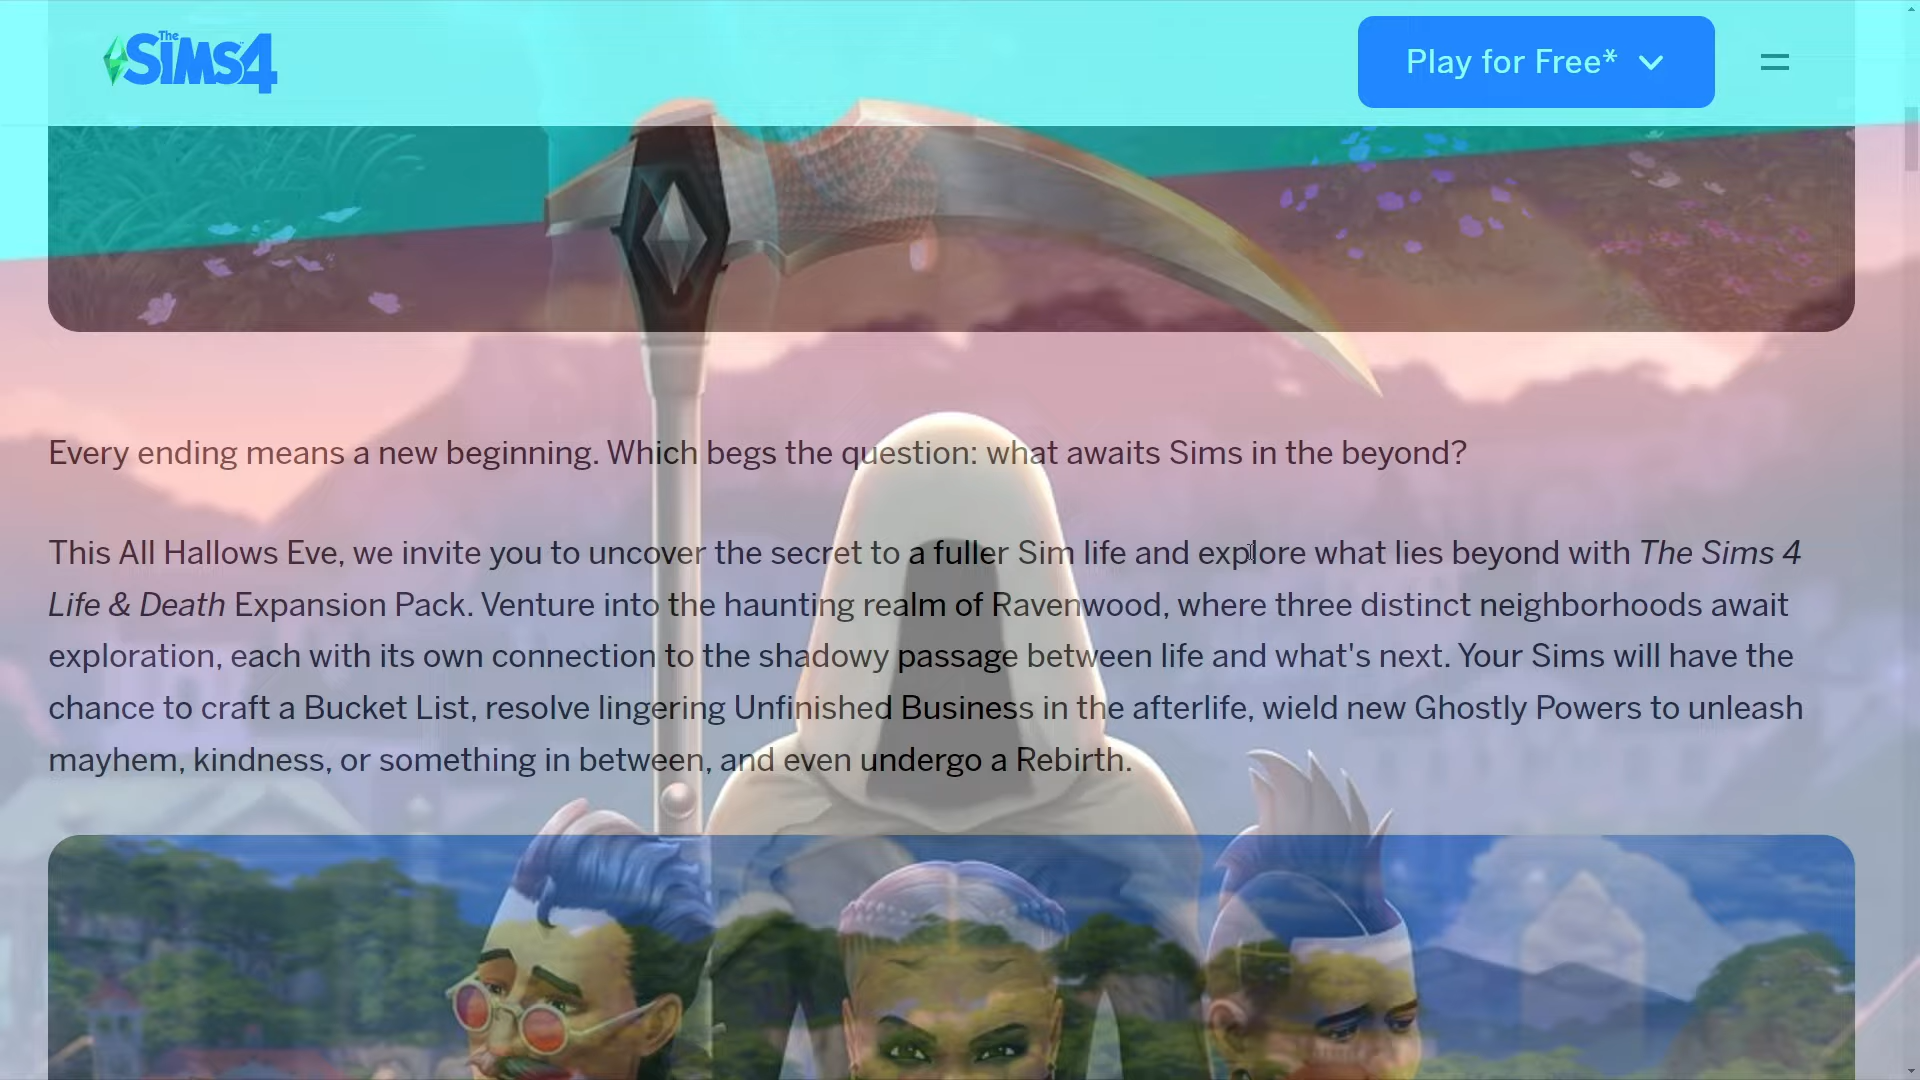 The Sims 4
Play for Free*
Every ending means a new beginning. Which begs the question: what awaits Sims in the beyond?
This All Hallows Eve, we invite you to uncover the secret to a fuller Sim life and explore what lies beyond with The Sims 4
Life & Death Expansion Pack. Venture into the haunting realm of Ravenwood, where three distinct neighborhoods await
exploration, each with its own connection to the shadowy passage between life and what's next. Your Sims will have the
chance to craft a Bucket List, resolve lingering Unfinished Business in the afterlife, wield new Ghostly Powers to unleash
mayhem, kindness, or something in between, and even undergo a Rebirth.